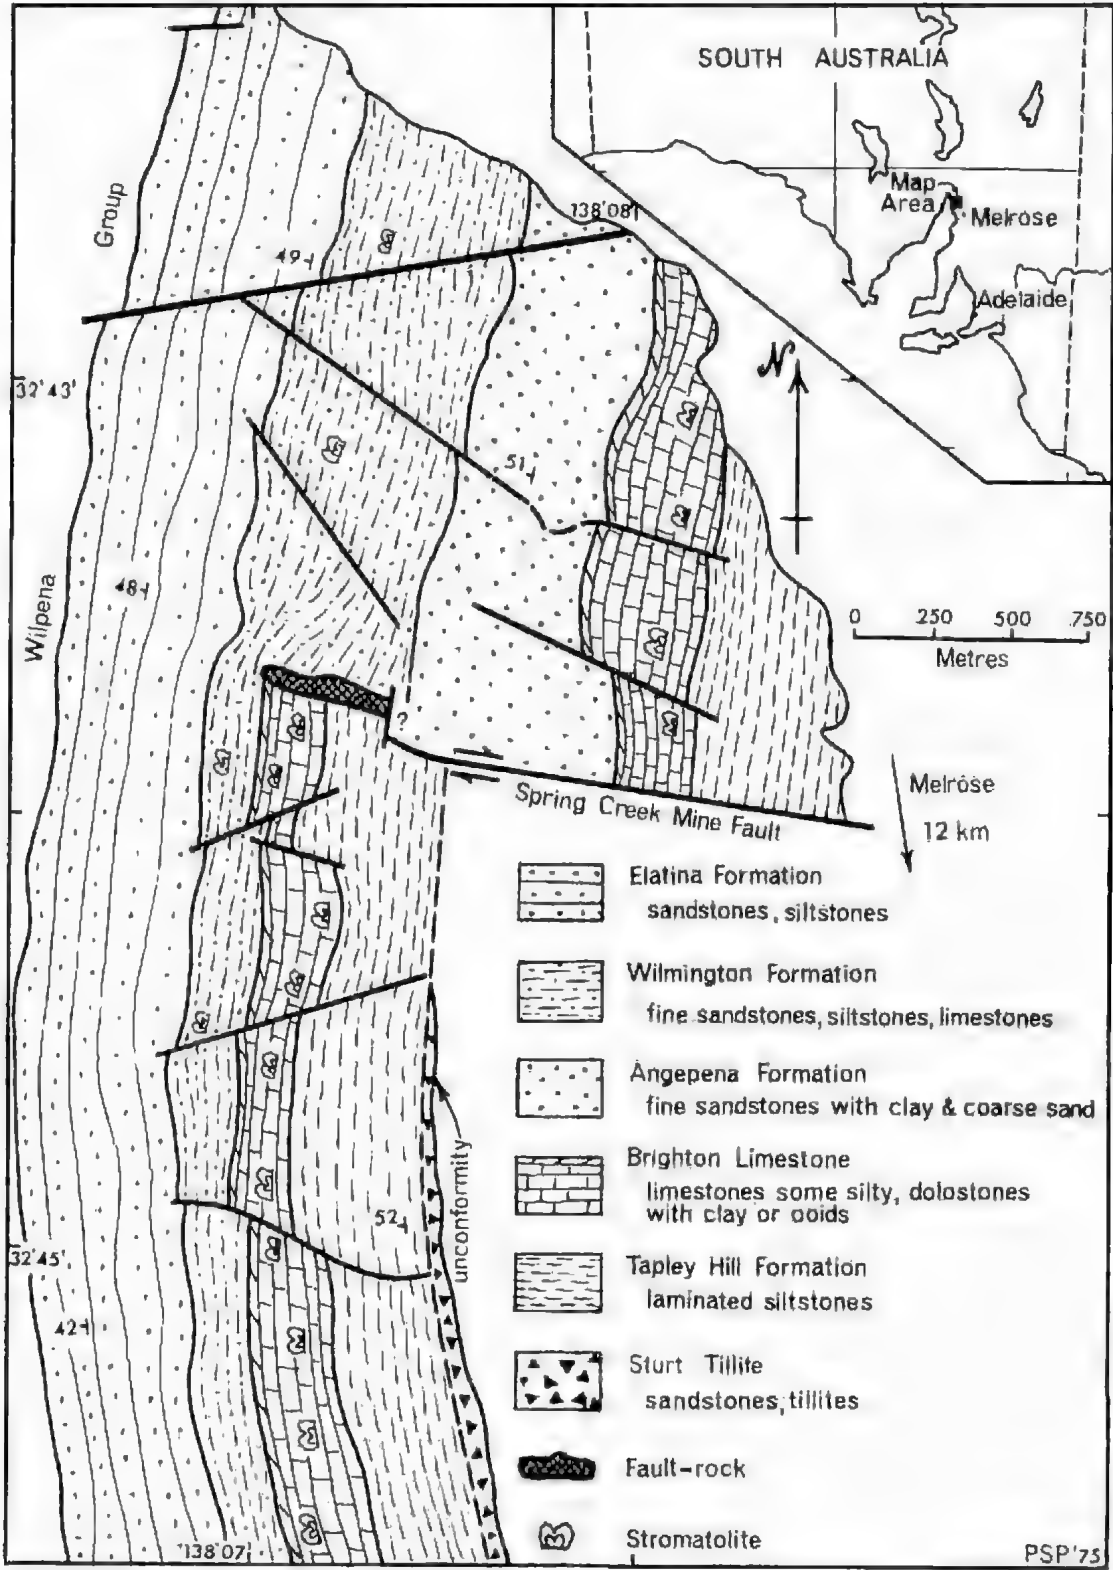 SOUTH AUSTRALIA
Map
Area
Melrose
Adelaide
138°08'
Group
49
N
32°43'
51
48
Wilpena
0 250 500 750
Metres
?
Spring Creek Mine Fault
Melrose
12 km
Elatina Formation
sandstones, siltstones
Wilmington Formation
fine sandstones, siltstones, limestones
Angepena Formation
fine sandstones with clay & coarse sand
Brighton Limestone
limestones some silty, dolostones
with clay or ooids
unconformity
52
32°45'
Tapley Hill Formation
laminated siltstones
42
Sturt Tillite
sandstones, tillites
Fault-rock
Stromatolite
138°07'
PSP '75